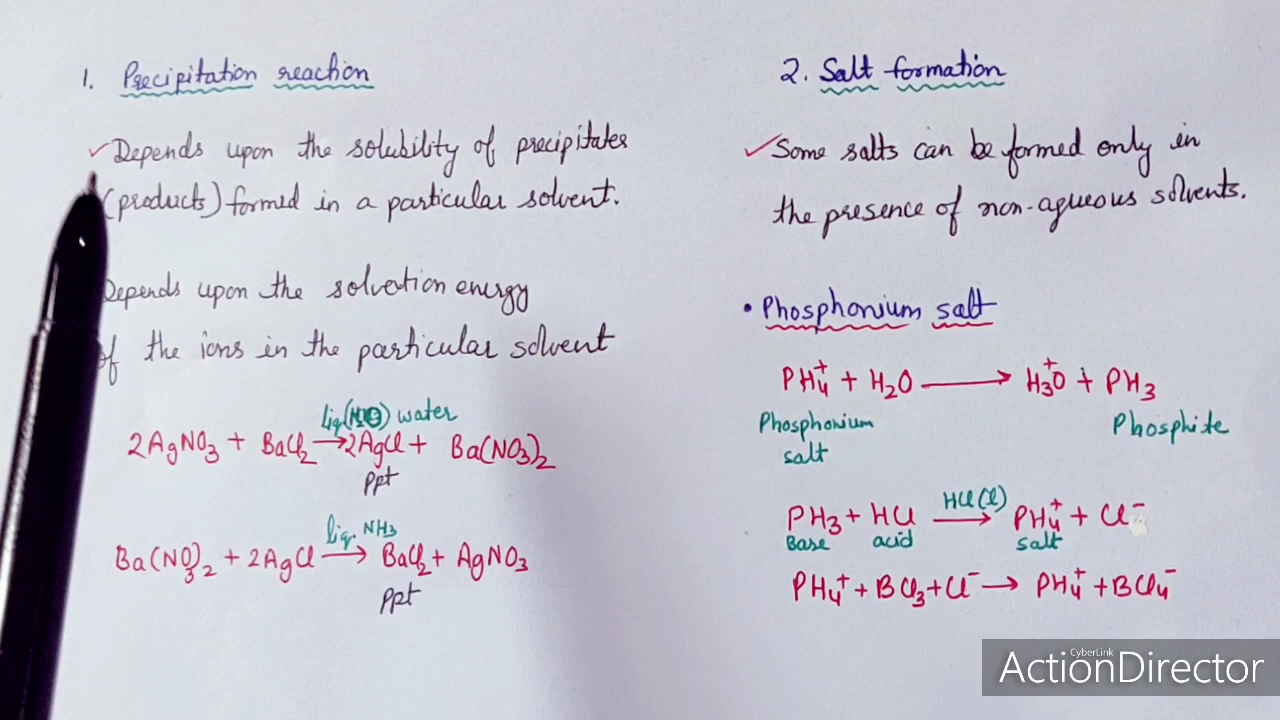 1. Precipitation reaction
Depends upon the solubility of precipitates
(products) formed in a particular solvent.
Depends upon the solvation energy
of the ions in the particular solvent
liq(H2O) water
2AgNO3 + BaCl2 → 2AgCl + Ba(NO3)2
ppt
liq. NH3
Ba(NO3)2 + 2AgCl → BaCl2 + AgNO3
ppt
2. Salt formation
Some salts can be formed only in
the presence of non-aqueous solvents.
• Phosphonium salt
PH4+ + H2O → H3O+ + PH3
Phosphonium Phosphite
salt
HCl(l)
PH3 + HCl → PH4+ + Cl-
Base acid salt
PH4+ + BCl3 + Cl- → PH4+ + BCl4-
CyberLink
ActionDirector